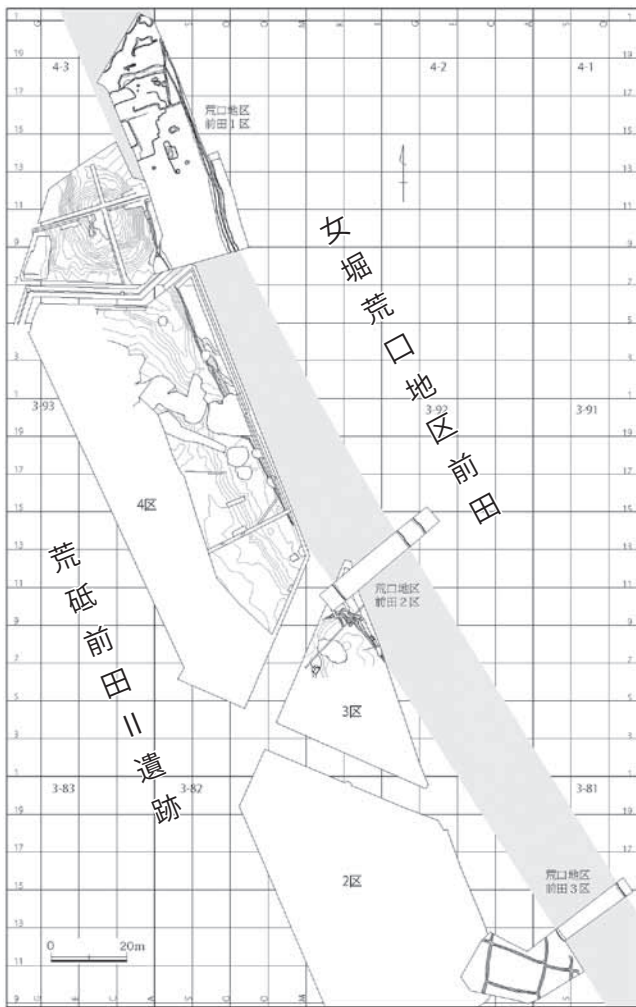 4-3
4-2
4-1
荒口地区
前田1区
女堀荒口地区前田
3-93
3-92
3-91
4区
荒砥前田Ⅱ遺跡
荒口地区
前田2区
3区
3-83
3-82
3-81
2区
荒口地区
前田3区
0 20m